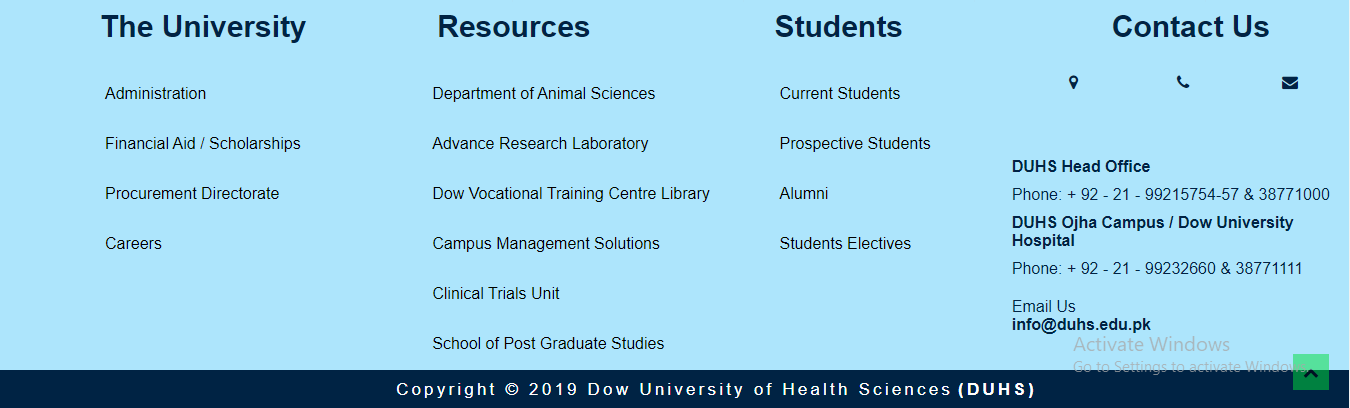 The University
Administration
Financial Aid / Scholarships
Procurement Directorate
Careers
Resources
Department of Animal Sciences
Advance Research Laboratory
Dow Vocational Training Centre Library
Campus Management Solutions
Clinical Trials Unit
School of Post Graduate Studies
Students
Current Students
Prospective Students
Alumni
Students Electives
Contact Us
DUHS Head Office
Phone: + 92 - 21 - 99215754-57 & 38771000
DUHS Ojha Campus / Dow University
Hospital
Phone: + 92 - 21 - 99232660 & 38771111
Email Us
info@duhs.edu.pk
Activate Windows
Go to Settings to activate Windows.
Copyright © 2019 Dow University of Health Sciences (DUHS)